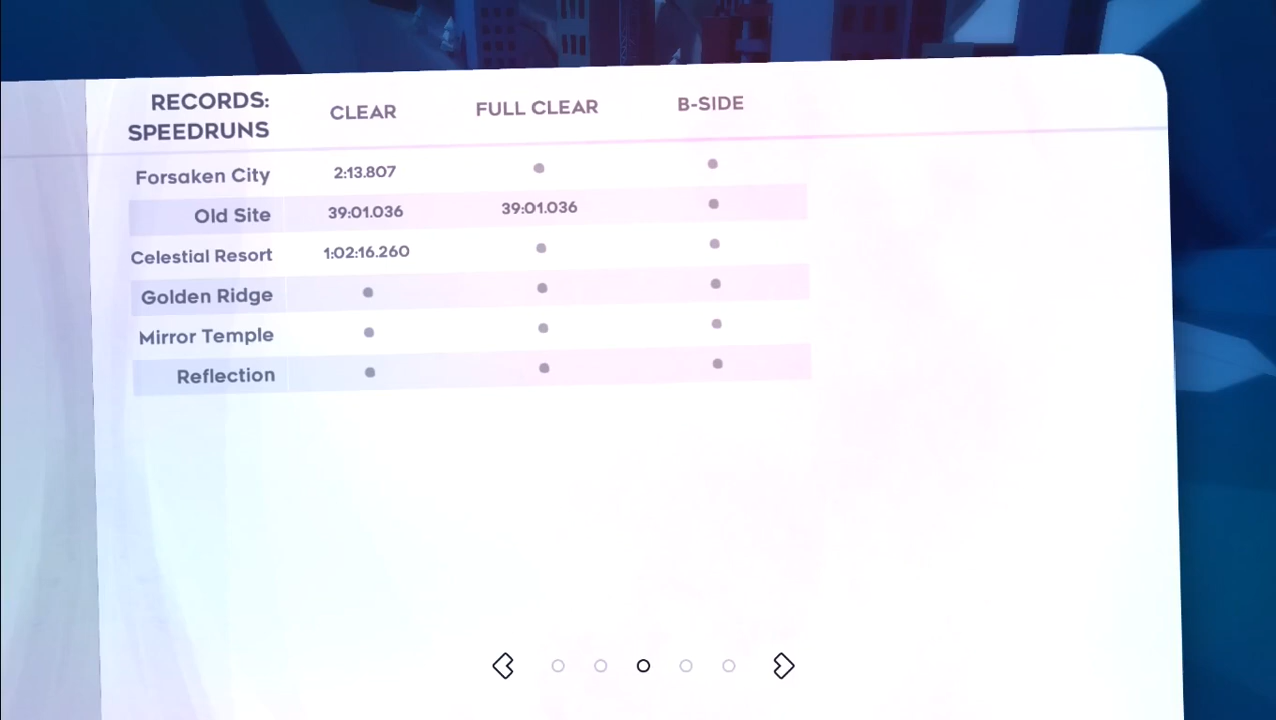 RECORDS:
SPEEDRUNS
CLEAR FULL CLEAR B-SIDE
Forsaken City 2:13.807
Old Site 39:01.036 39:01.036
Celestial Resort 1:02:16.260
Golden Ridge
Mirror Temple
Reflection